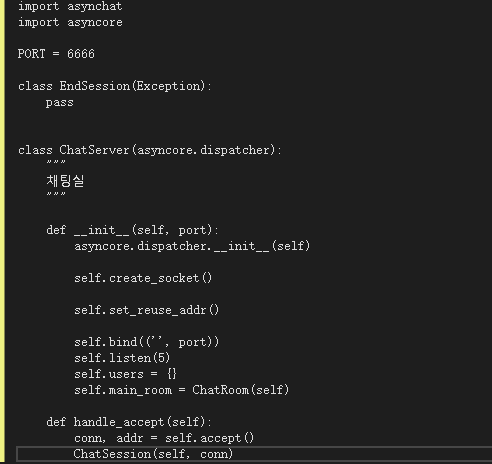 import asynchat
import asyncore
PORT = 6666
class EndSession(Exception):
    pass
class ChatServer(asyncore.dispatcher):
    """
    채팅실
    """
    def __init__(self, port):
        asyncore.dispatcher.__init__(self)
        self.create_socket()
        self.set_reuse_addr()
        self.bind(('', port))
        self.listen(5)
        self.users = {}
        self.main_room = ChatRoom(self)
    def handle_accept(self):
        conn, addr = self.accept()
        ChatSession(self, conn)